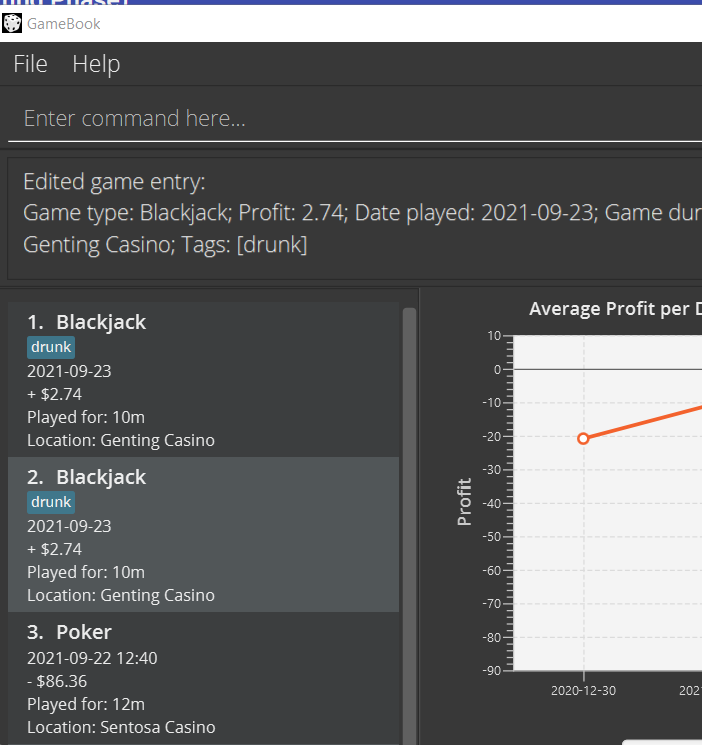 GameBook
File Help
Enter command here...
Edited game entry:
Game type: Blackjack; Profit: 2.74; Date played: 2021-09-23; Game dur
Genting Casino; Tags: [drunk]
1. Blackjack
drunk
2021-09-23
+ $2.74
Played for: 10m
Location: Genting Casino
2. Blackjack
drunk
2021-09-23
+ $2.74
Played for: 10m
Location: Genting Casino
3. Poker
2021-09-22 12:40
- $86.36
Played for: 12m
Location: Sentosa Casino
Average Profit per D
10
0
-10
-20
-30
-40
-50
-60
-70
-80
-90
Profit
2020-12-30
2021